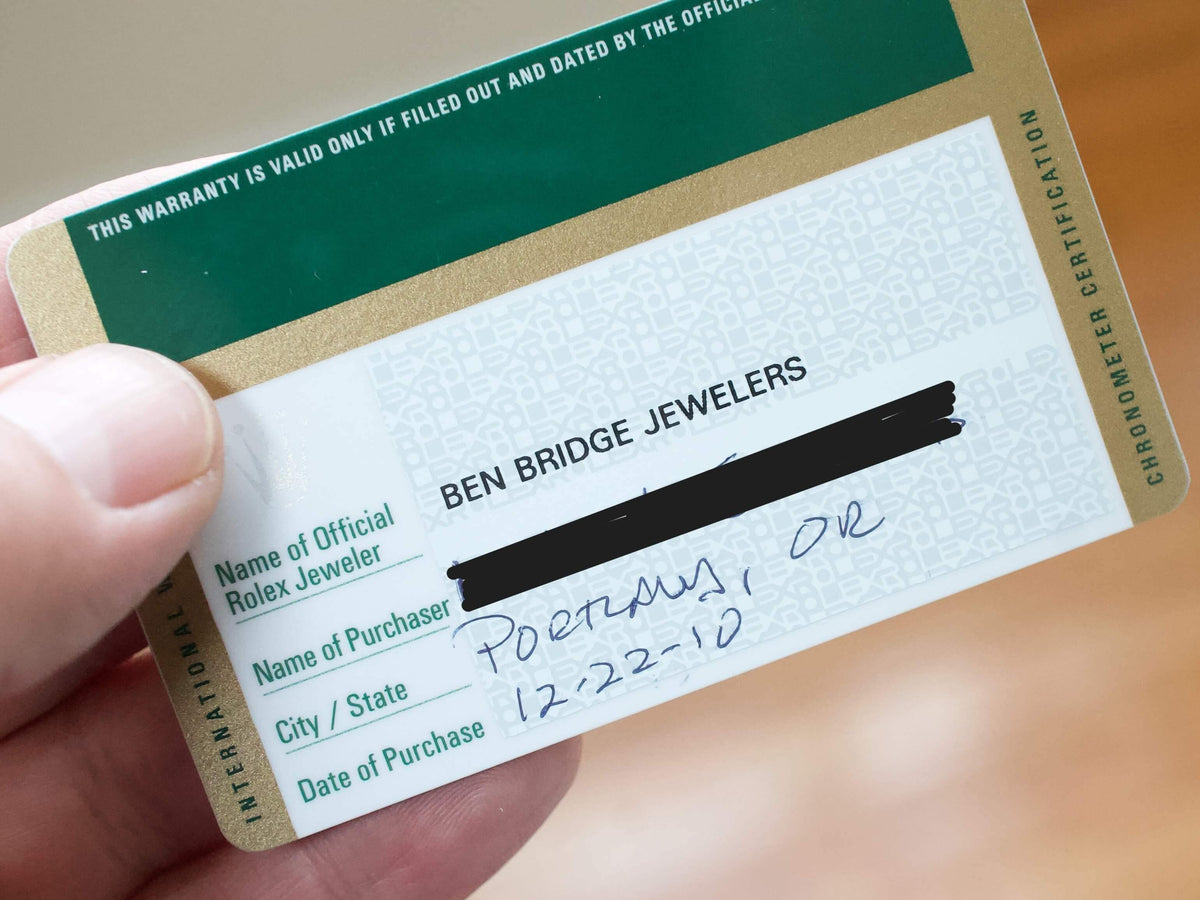 THIS WARRANTY IS VALID ONLY IF FILLED OUT AND DATED BY THE OFFICIAL
CHRONOMETER CERTIFICATION
INTERNATIONAL
Name of Official
Rolex Jeweler
BEN BRIDGE JEWELERS
Name of Purchaser
City / State
PORTLAND, OR
Date of Purchase
12-22-10